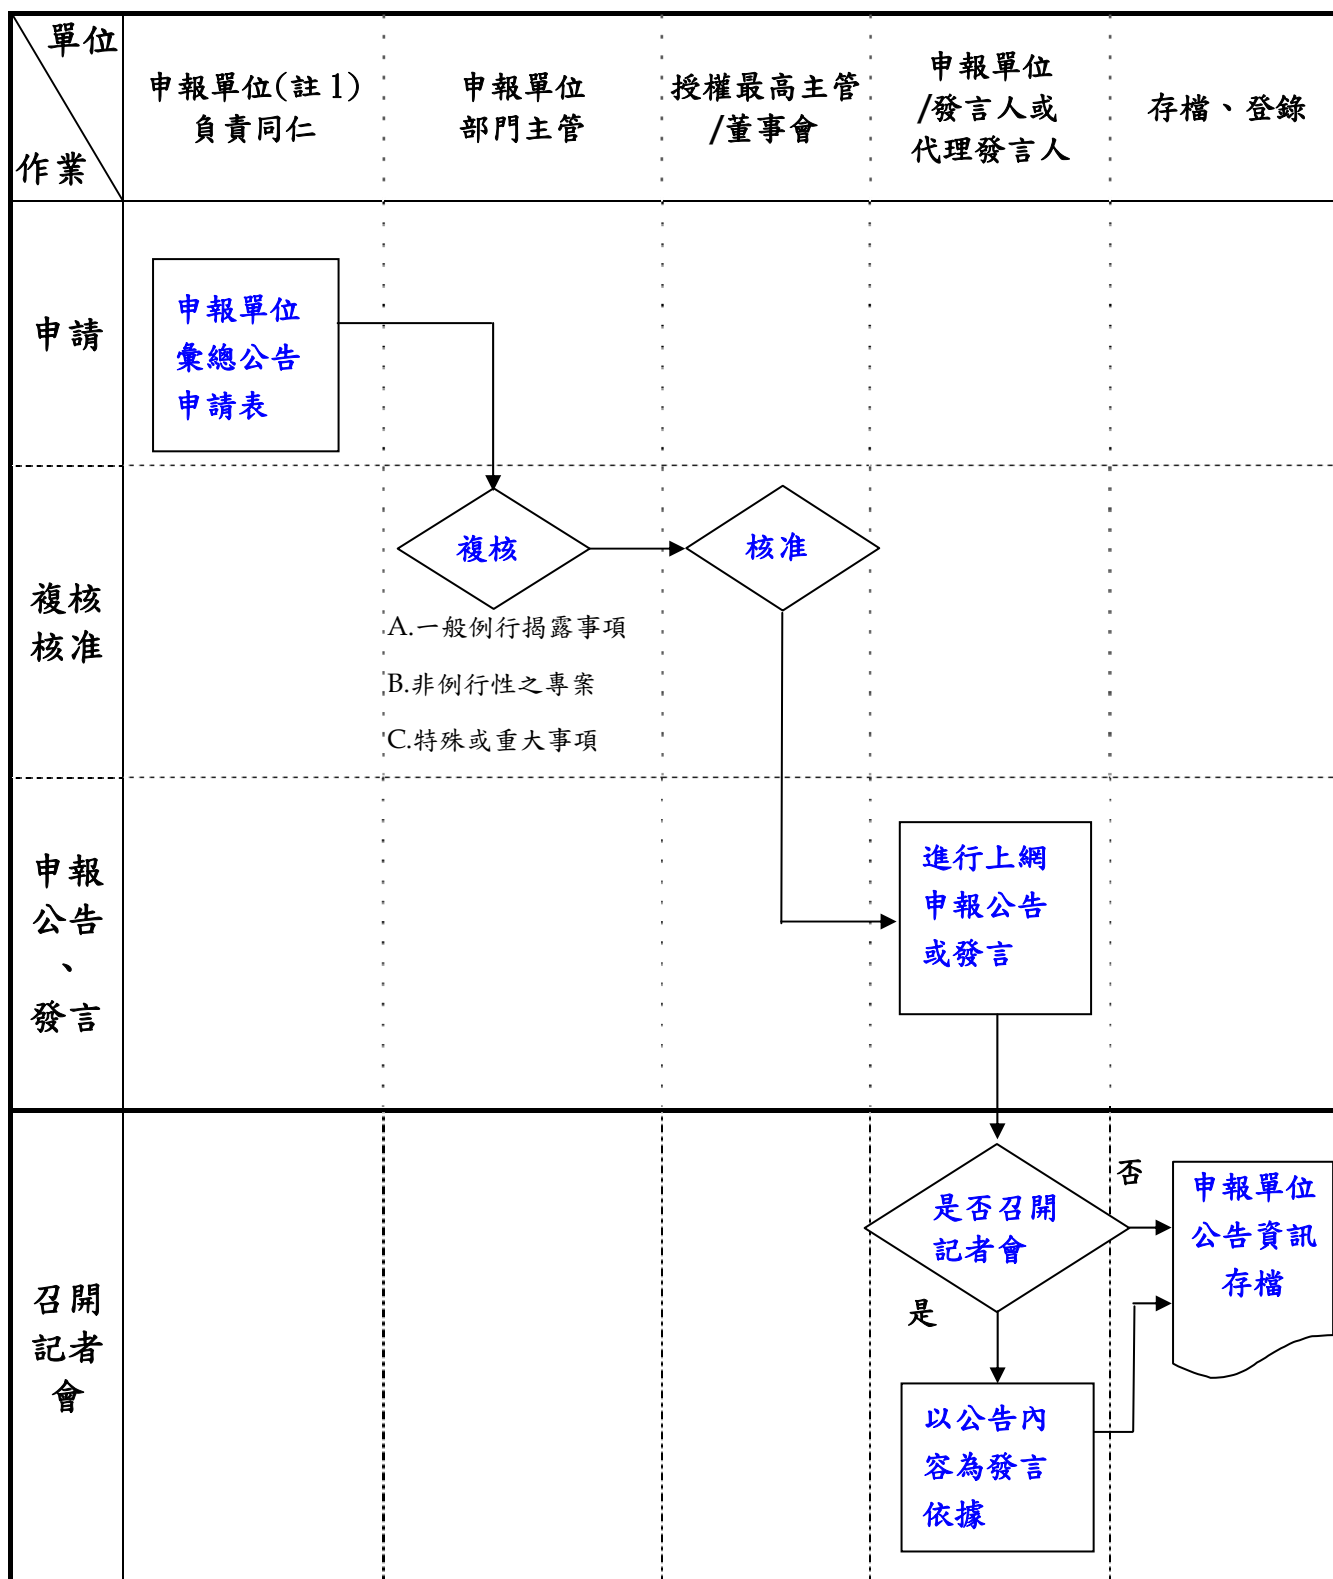 單位
作業
申報單位(註 1)
負責同仁
申報單位
部門主管
授權最高主管
/董事會
申報單位
/發言人或
代理發言人
存檔、登錄
申請
申報單位
彙總公告
申請表
複核
核准
複核
核准
A.一般例行揭露事項
B.非例行性之專案
C.特殊或重大事項
申報
公告
、
發言
進行上網
申報公告
或發言
召開
記者
會
是否召開
記者會
否
是
申報單位
公告資訊
存檔
以公告內
容為發言
依據